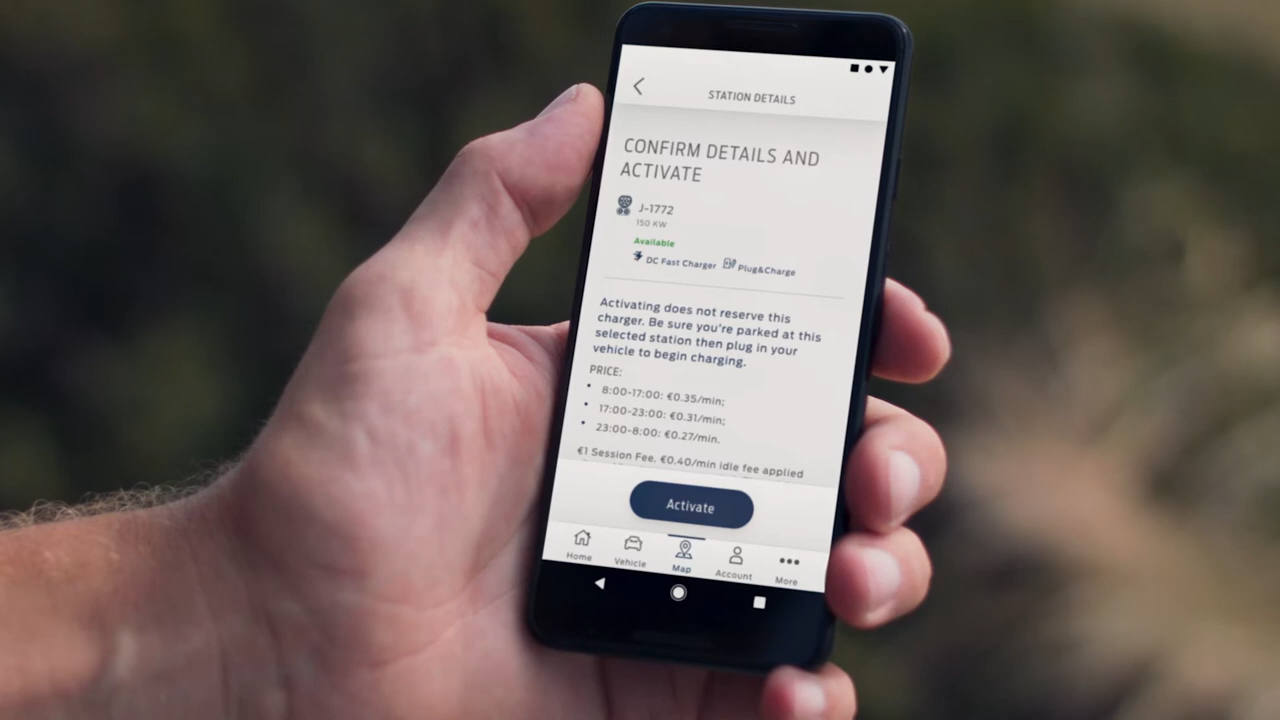 STATION DETAILS
CONFIRM DETAILS AND
ACTIVATE
J-1772
150 KW
Available
DC Fast Charger Plug&Charge
Activating does not reserve this
charger. Be sure you're parked at this
selected station then plug in your
vehicle to begin charging.
PRICE:
• 8:00-17:00: €0.35/min;
• 17:00-23:00: €0.31/min;
• 23:00-8:00: €0.27/min.
€1 Session Fee. €0.40/min idle fee applied
Activate
Home Vehicle Map Account More